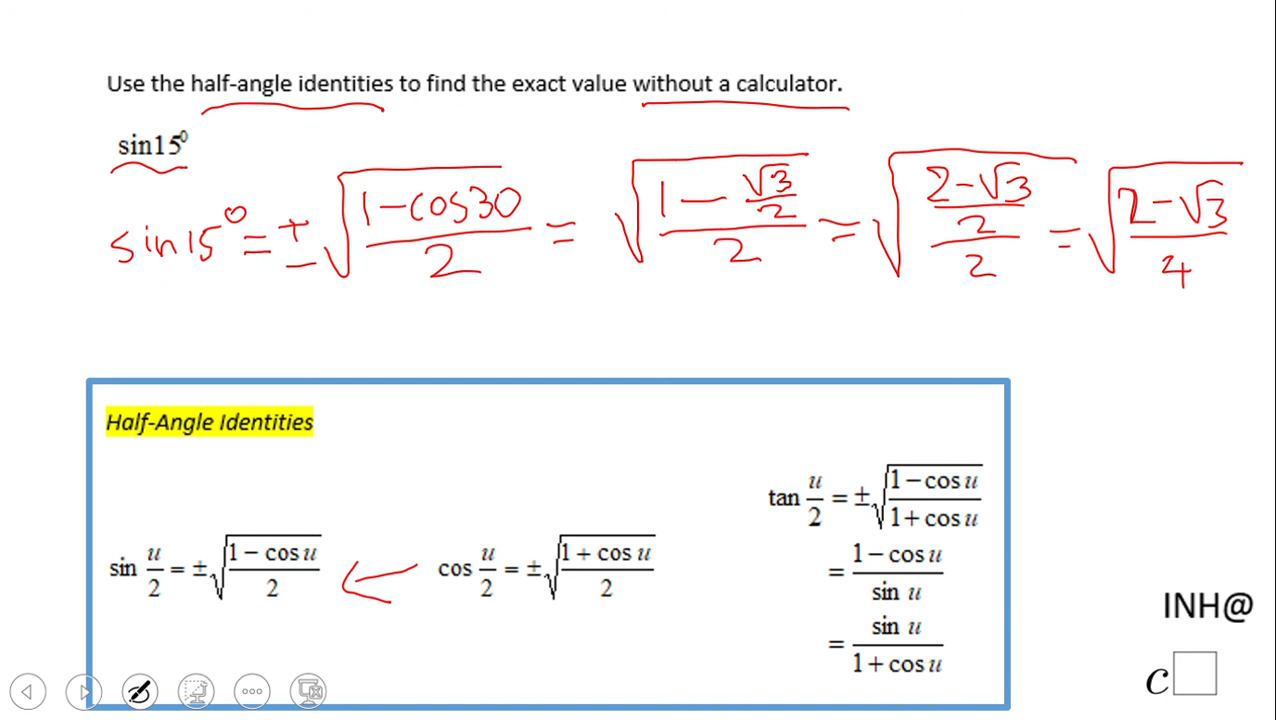 Use the half-angle identities to find the exact value without a calculator.
sin15⁰
sin15⁰ = ±√((1-cos30)/2) = √((1-(√3/2))/2) = √(((2-√3)/2)/2) = √((2-√3)/4)
Half-Angle Identities
sin u/2 = ±√((1-cos u)/2) cos u/2 = ±√((1+cos u)/2) tan u/2 = ±√((1-cos u)/(1+cos u))
= (1-cos u)/(sin u)
= (sin u)/(1+cos u)
INH@
c